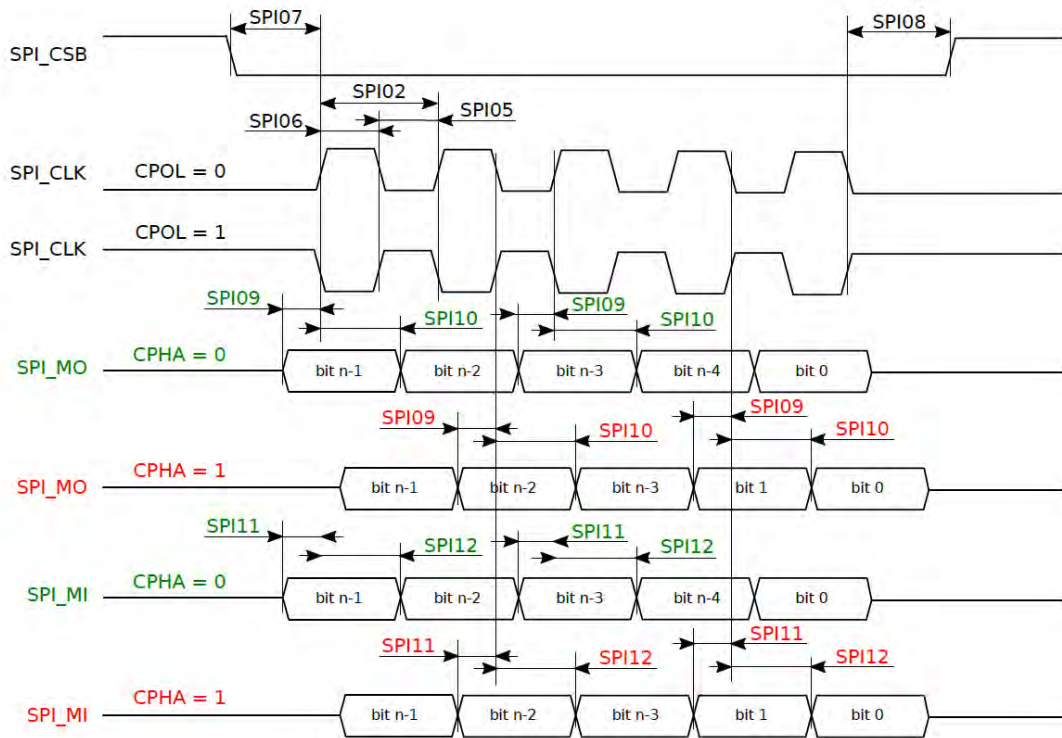 SPI07
SPI08
SPI_CSB
SPI02
SPI06
SPI05
SPI_CLK CPOL = 0
SPI_CLK CPOL = 1
SPI09 SPI09
SPI10 SPI10
SPI_MO CPHA = 0 bit n-1 bit n-2 bit n-3 bit n-4 bit 0
SPI09 SPI10 SPI09 SPI10
SPI_MO CPHA = 1 bit n-1 bit n-2 bit n-3 bit 1 bit 0
SPI11 SPI11
SPI12 SPI12
SPI_MI CPHA = 0 bit n-1 bit n-2 bit n-3 bit n-4 bit 0
SPI11 SPI12 SPI11 SPI12
SPI_MI CPHA = 1 bit n-1 bit n-2 bit n-3 bit 1 bit 0